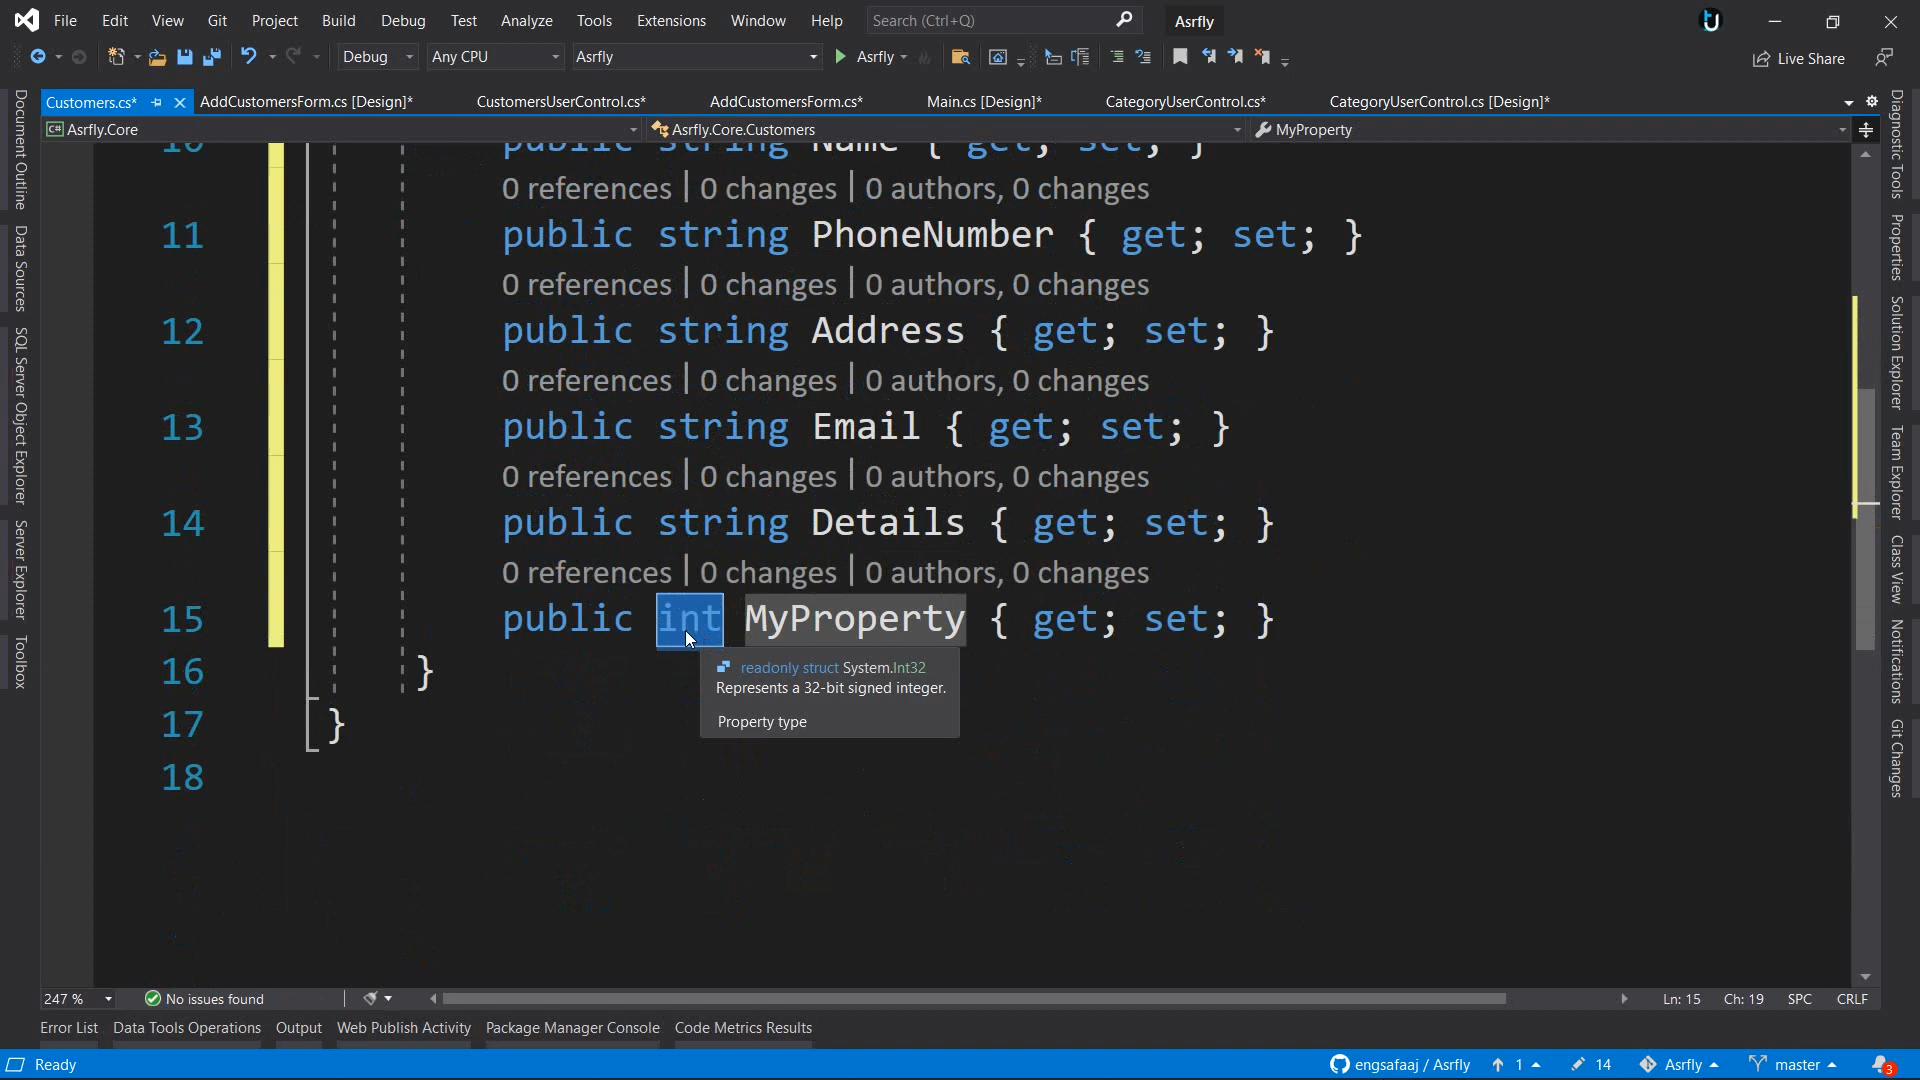 File Edit View Git Project Build Debug Test Analyze Tools Extensions Window Help Search (Ctrl+Q) Asrfly
Debug Any CPU Asrfly Asrfly Live Share
Customers.cs* AddCustomersForm.cs [Design]* CustomersUserControl.cs* AddCustomersForm.cs* Main.cs [Design]* CategoryUserControl.cs* CategoryUserControl.cs [Design]*
C# Asrfly.Core Asrfly.Core.Customers MyProperty
10 public string Name { get; set; }
0 references | 0 changes | 0 authors, 0 changes
11 public string PhoneNumber { get; set; }
0 references | 0 changes | 0 authors, 0 changes
12 public string Address { get; set; }
0 references | 0 changes | 0 authors, 0 changes
13 public string Email { get; set; }
0 references | 0 changes | 0 authors, 0 changes
14 public string Details { get; set; }
0 references | 0 changes | 0 authors, 0 changes
15 public int MyProperty { get; set; }
readonly struct System.Int32
Represents a 32-bit signed integer.
Property type
16 }
17 }
18
Document Outline
Data Sources
SQL Server Object Explorer
Server Explorer
Toolbox
Diagnostic Tools
Properties
Solution Explorer
Team Explorer
Class View
Notifications
Git Changes
247 % No issues found Ln: 15 Ch: 19 SPC CRLF
Error List Data Tools Operations Output Web Publish Activity Package Manager Console Code Metrics Results
Ready engsafaaj / Asrfly 1 14 Asrfly master 3